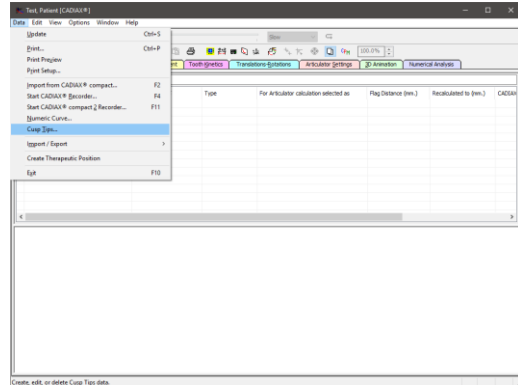 Test, Patient [CADIAX®]
Data Edit View Options Window Help
Update Ctrl+S
Print... Ctrl+P
Print Preview
Print Setup...
Import from CADIAX® compact... F2
Start CADIAX® Recorder... F4
Start CADIAX® compact 2 Recorder... F11
Numeric Curve...
Cusp Tips...
Import / Export
Create Therapeutic Position
Exit F10
Slow
100.0%
Tooth-Kinetics Translations-Rotations Articulator Settings 3D Animation Numerical Analysis
Type For Articulator calculation selected as Flag Distance (mm.) Recalculated to (mm.) CADIAX
Create, edit, or delete Cusp Tips data.